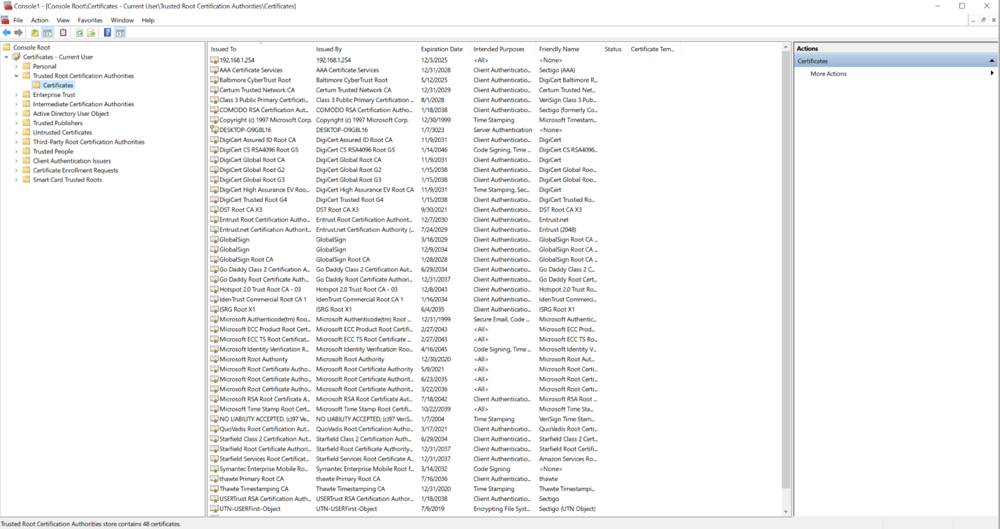 Console1 - [Console Root\Certificates - Current User\Trusted Root Certification Authorities\Certificates]
File Action View Favorites Window Help
Console Root
Certificates - Current User
Personal
Trusted Root Certification Authorities
Certificates
Enterprise Trust
Intermediate Certification Authorities
Active Directory User Object
Trusted Publishers
Untrusted Certificates
Third-Party Root Certification Authorities
Trusted People
Client Authentication Issuers
Certificate Enrollment Requests
Smart Card Trusted Roots
Issued To Issued By Expiration Date Intended Purposes Friendly Name Status Certificate Tem...
192.168.1.254 192.168.1.254 12/3/2025 <All> <None>
AAA Certificate Services AAA Certificate Services 12/31/2028 Client Authenticatio... Sectigo (AAA)
Baltimore CyberTrust Root Baltimore CyberTrust Root 5/12/2025 Client Authenticatio... DigiCert Baltimore R...
Certum Trusted Network CA Certum Trusted Network CA 12/31/2029 Client Authenticatio... Certum Trusted Net...
Class 3 Public Primary Certificati... Class 3 Public Primary Certification ... 8/1/2028 Client Authenticatio... VeriSign Class 3 Pub...
COMODO RSA Certification Aut... COMODO RSA Certification Autho... 1/18/2038 Client Authenticatio... Sectigo (formerly Co...
Copyright (c) 1997 Microsoft Corp. Copyright (c) 1997 Microsoft Corp. 12/30/1999 Time Stamping Microsoft Timestam...
DESKTOP-O9G8L16 DESKTOP-O9G8L16 1/7/3023 Server Authentication <None>
DigiCert Assured ID Root CA DigiCert Assured ID Root CA 11/9/2031 Client Authenticatio... DigiCert
DigiCert CS RSA4096 Root G5 DigiCert CS RSA4096 Root G5 1/14/2046 Code Signing, Time ... DigiCert CS RSA4096...
DigiCert Global Root CA DigiCert Global Root CA 11/9/2031 Client Authenticatio... DigiCert
DigiCert Global Root G2 DigiCert Global Root G2 1/15/2038 Client Authenticatio... DigiCert Global Roo...
DigiCert Global Root G3 DigiCert Global Root G3 1/15/2038 Client Authenticatio... DigiCert Global Roo...
DigiCert High Assurance EV Roo... DigiCert High Assurance EV Root CA 11/9/2031 Time Stamping, Sec... DigiCert
DigiCert Trusted Root G4 DigiCert Trusted Root G4 1/15/2038 Client Authenticatio... DigiCert Trusted Ro...
DST Root CA X3 DST Root CA X3 9/30/2021 Client Authenticatio... DST Root CA X3
Entrust Root Certification Autho... Entrust Root Certification Authorit... 12/7/2030 Client Authenticatio... Entrust.net
Entrust.net Certification Authorit... Entrust.net Certification Authority (... 7/24/2029 Client Authenticatio... Entrust (2048)
GlobalSign GlobalSign 3/18/2029 Client Authenticatio... GlobalSign Root CA ...
GlobalSign GlobalSign 12/9/2034 Client Authenticatio... GlobalSign Root CA ...
GlobalSign Root CA GlobalSign Root CA 1/28/2028 Client Authenticatio... GlobalSign Root CA ...
Go Daddy Class 2 Certification A... Go Daddy Class 2 Certification Aut... 6/29/2034 Client Authenticatio... Go Daddy Class 2 C...
Go Daddy Root Certificate Auth... Go Daddy Root Certificate Authori... 12/31/2037 Client Authenticatio... Go Daddy Root Cert...
Hotspot 2.0 Trust Root CA - 03 Hotspot 2.0 Trust Root CA - 03 12/8/2043 Client Authenticatio... Hotspot 2.0 Trust Ro...
IdenTrust Commercial Root CA 1 IdenTrust Commercial Root CA 1 1/16/2034 Client Authenticatio... IdenTrust Commerci...
ISRG Root X1 ISRG Root X1 6/4/2035 Client Authenticatio... ISRG Root X1
Microsoft Authenticode(tm) Roo... Microsoft Authenticode(tm) Root ... 12/31/1999 Secure Email, Code ... Microsoft Authentic...
Microsoft ECC Product Root Cert... Microsoft ECC Product Root Certifi... 2/27/2043 <All> Microsoft ECC Prod...
Microsoft ECC TS Root Certificat... Microsoft ECC TS Root Certificate ... 2/27/2043 <All> Microsoft ECC TS Ro...
Microsoft Identity Verification R... Microsoft Identity Verification Roo... 4/16/2045 Code Signing, Time ... Microsoft Identity V...
Microsoft Root Authority Microsoft Root Authority 12/30/2020 <All> Microsoft Root Aut...
Microsoft Root Certificate Autho... Microsoft Root Certificate Authority 5/9/2021 <All> Microsoft Root Certi...
Microsoft Root Certificate Autho... Microsoft Root Certificate Authorit... 6/23/2035 <All> Microsoft Root Certi...
Microsoft Root Certificate Autho... Microsoft Root Certificate Authorit... 3/22/2036 <All> Microsoft Root Certi...
Microsoft RSA Root Certificate A... Microsoft RSA Root Certificate Aut... 7/18/2042 Client Authenticatio... Microsoft RSA Root ...
Microsoft Time Stamp Root Cert... Microsoft Time Stamp Root Certifi... 10/22/2039 <All> Microsoft Time Sta...
NO LIABILITY ACCEPTED, (c)97 Ve... NO LIABILITY ACCEPTED, (c)97 VeriS... 1/7/2004 Time Stamping VeriSign Time Stam...
QuoVadis Root Certification Aut... QuoVadis Root Certification Autho... 3/17/2021 Client Authenticatio... QuoVadis Root Certi...
Starfield Class 2 Certification Aut... Starfield Class 2 Certification Auth... 6/29/2034 Client Authenticatio... Starfield Class 2 Cert...
Starfield Root Certificate Authori... Starfield Root Certificate Authority... 12/31/2037 Client Authenticatio... Starfield Root Certifi...
Starfield Services Root Certificat... Starfield Services Root Certificate A... 12/31/2037 Client Authenticatio... Amazon Services Ro...
Symantec Enterprise Mobile Ro... Symantec Enterprise Mobile Root f... 3/14/2032 Code Signing <None>
thawte Primary Root CA thawte Primary Root CA 7/16/2036 Client Authenticatio... thawte
Thawte Timestamping CA Thawte Timestamping CA 12/31/2020 Time Stamping Thawte Timestampi...
USERTrust RSA Certification Auth... USERTrust RSA Certification Author... 1/18/2038 Client Authenticatio... Sectigo
UTN-USERFirst-Object UTN-USERFirst-Object 7/9/2019 Encrypting File Syst... Sectigo (UTN Object)
Actions
Certificates
More Actions
Trusted Root Certification Authorities store contains 48 certificates.